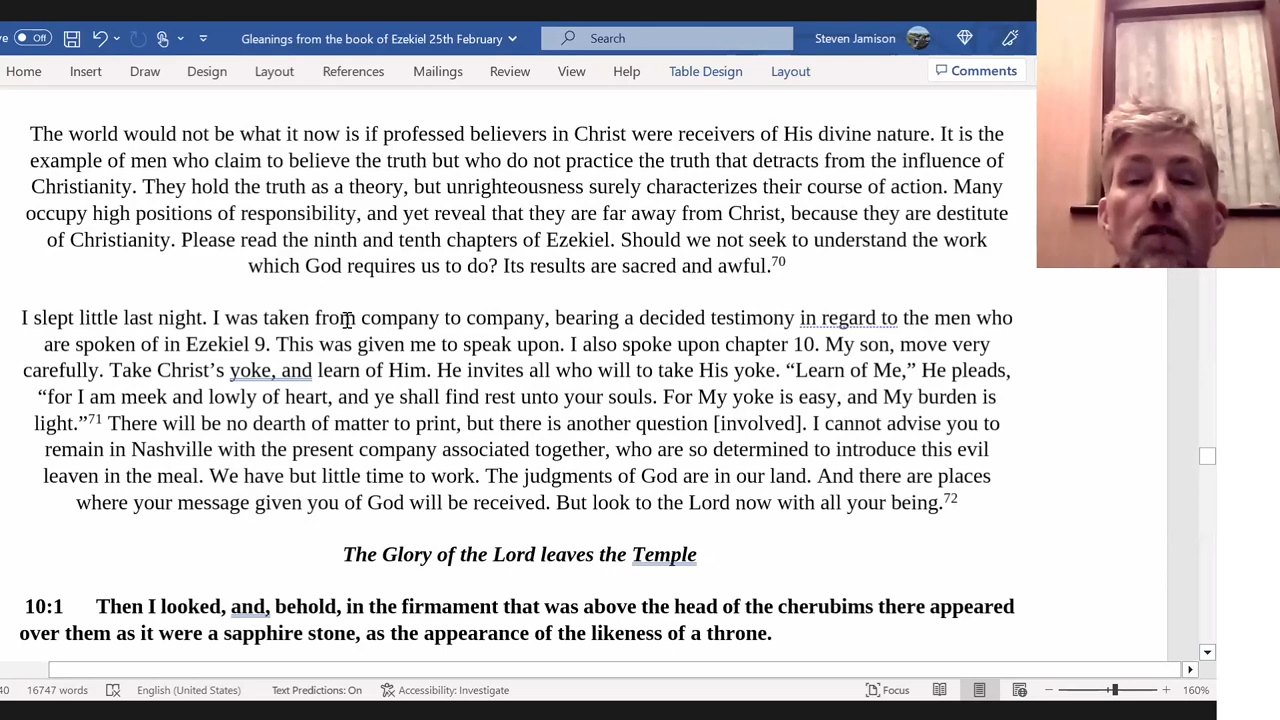 Off
Gleanings from the book of Ezekiel 25th February
Search
Steven Jamison
Home Insert Draw Design Layout References Mailings Review View Help Table Design Layout Comments
The world would not be what it now is if professed believers in Christ were receivers of His divine nature. It is the
example of men who claim to believe the truth but who do not practice the truth that detracts from the influence of
Christianity. They hold the truth as a theory, but unrighteousness surely characterizes their course of action. Many
occupy high positions of responsibility, and yet reveal that they are far away from Christ, because they are destitute
of Christianity. Please read the ninth and tenth chapters of Ezekiel. Should we not seek to understand the work
which God requires us to do? Its results are sacred and awful.70
I slept little last night. I was taken from company to company, bearing a decided testimony in regard to the men who
are spoken of in Ezekiel 9. This was given me to speak upon. I also spoke upon chapter 10. My son, move very
carefully. Take Christ’s yoke, and learn of Him. He invites all who will to take His yoke. “Learn of Me,” He pleads,
“for I am meek and lowly of heart, and ye shall find rest unto your souls. For My yoke is easy, and My burden is
light.”71 There will be no dearth of matter to print, but there is another question [involved]. I cannot advise you to
remain in Nashville with the present company associated together, who are so determined to introduce this evil
leaven in the meal. We have but little time to work. The judgments of God are in our land. And there are places
where your message given you of God will be received. But look to the Lord now with all your being.72
The Glory of the Lord leaves the Temple
10:1 Then I looked, and, behold, in the firmament that was above the head of the cherubims there appeared
over them as it were a sapphire stone, as the appearance of the likeness of a throne.
40 16747 words English (United States) Text Predictions: On Accessibility: Investigate Focus 160%